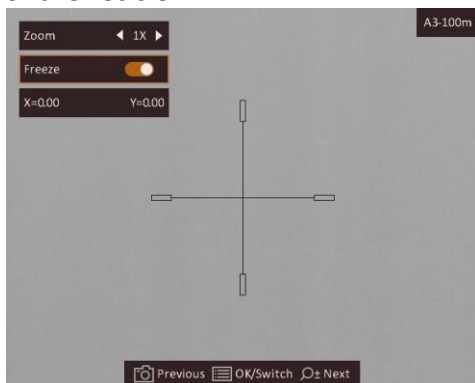 A3-100m
Zoom 1X
Freeze
X=0.00 Y=0.00
Previous OK/Switch Next